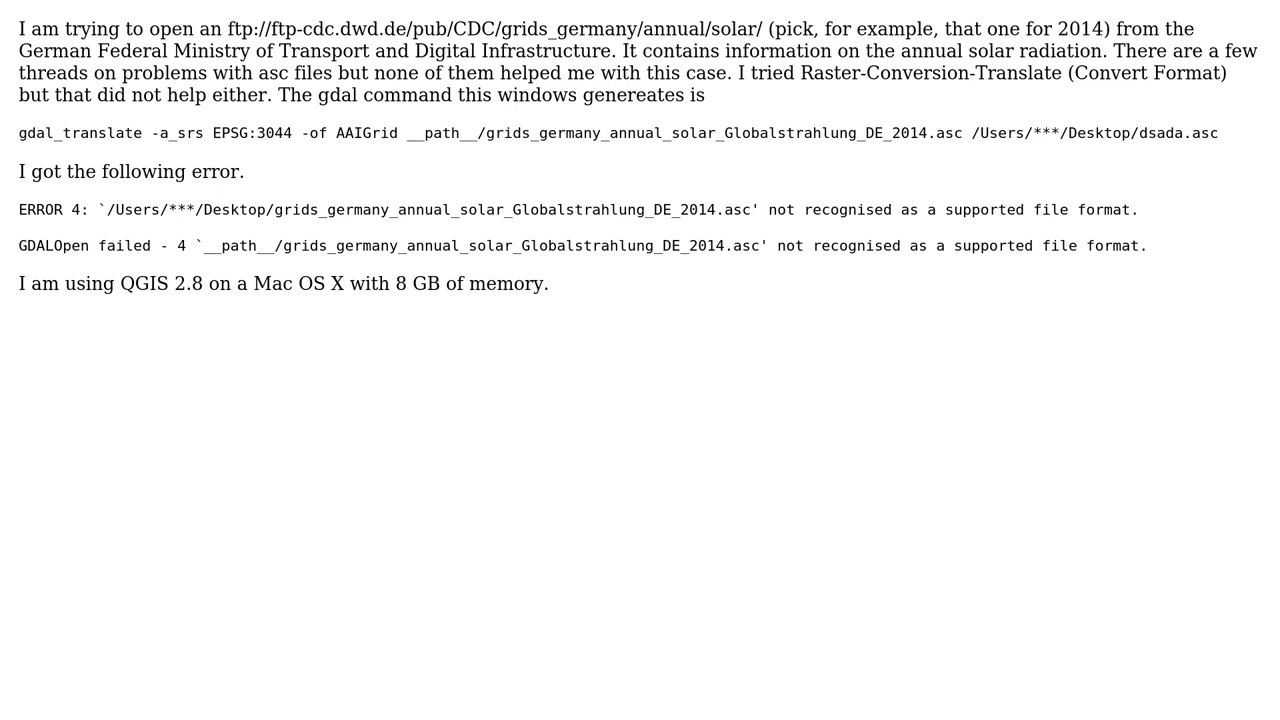 I am trying to open an ftp://ftp-cdc.dwd.de/pub/CDC/grids_germany/annual/solar/ (pick, for example, that one for 2014) from the
German Federal Ministry of Transport and Digital Infrastructure. It contains information on the annual solar radiation. There are a few
threads on problems with asc files but none of them helped me with this case. I tried Raster-Conversion-Translate (Convert Format)
but that did not help either. The gdal command this windows genereates is
gdal_translate -a_srs EPSG:3044 -of AAIGrid __path__/grids_germany_annual_solar_Globalstrahlung_DE_2014.asc /Users/***/Desktop/dsada.asc
I got the following error.
ERROR 4: `/Users/***/Desktop/grids_germany_annual_solar_Globalstrahlung_DE_2014.asc' not recognised as a supported file format.
GDALOpen failed - 4 `__path__/grids_germany_annual_solar_Globalstrahlung_DE_2014.asc' not recognised as a supported file format.
I am using QGIS 2.8 on a Mac OS X with 8 GB of memory.